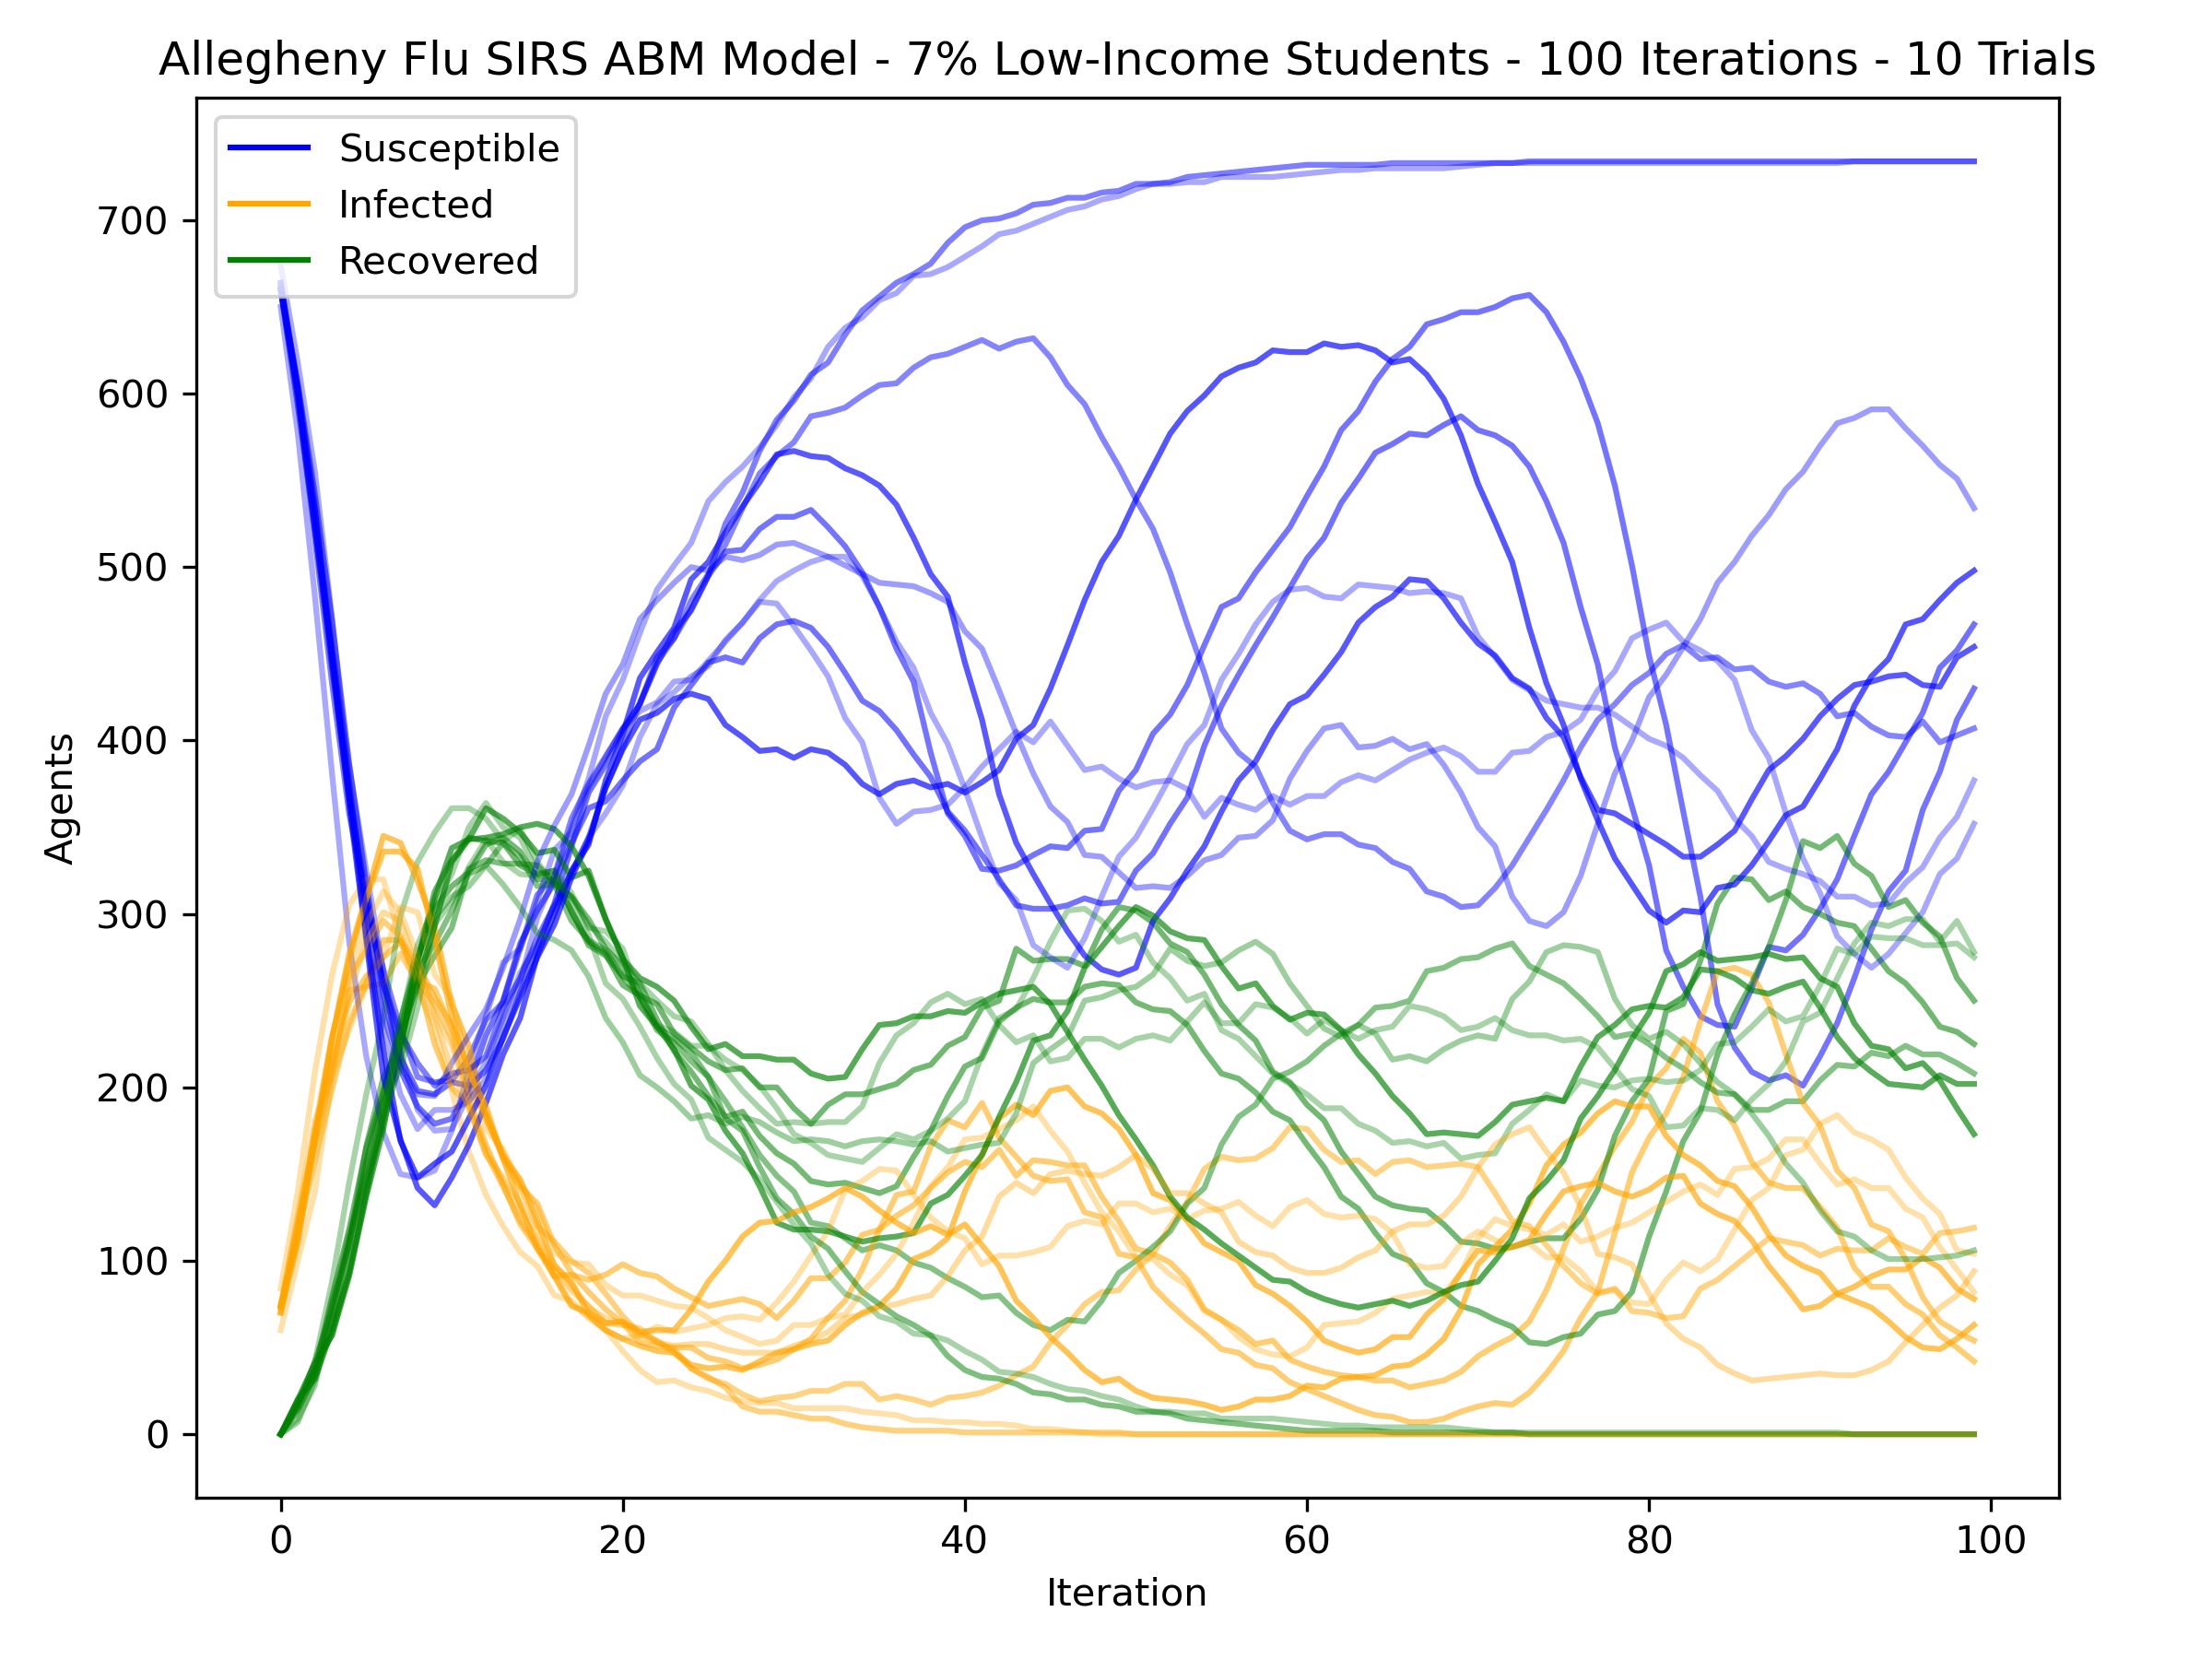 Allegheny Flu SIRS ABM Model - 7% Low-Income Students - 100 Iterations - 10 Trials
Susceptible
Infected
Recovered
700
600
500
400
300
200
100
0
Agents
0 20 40 60 80 100
Iteration